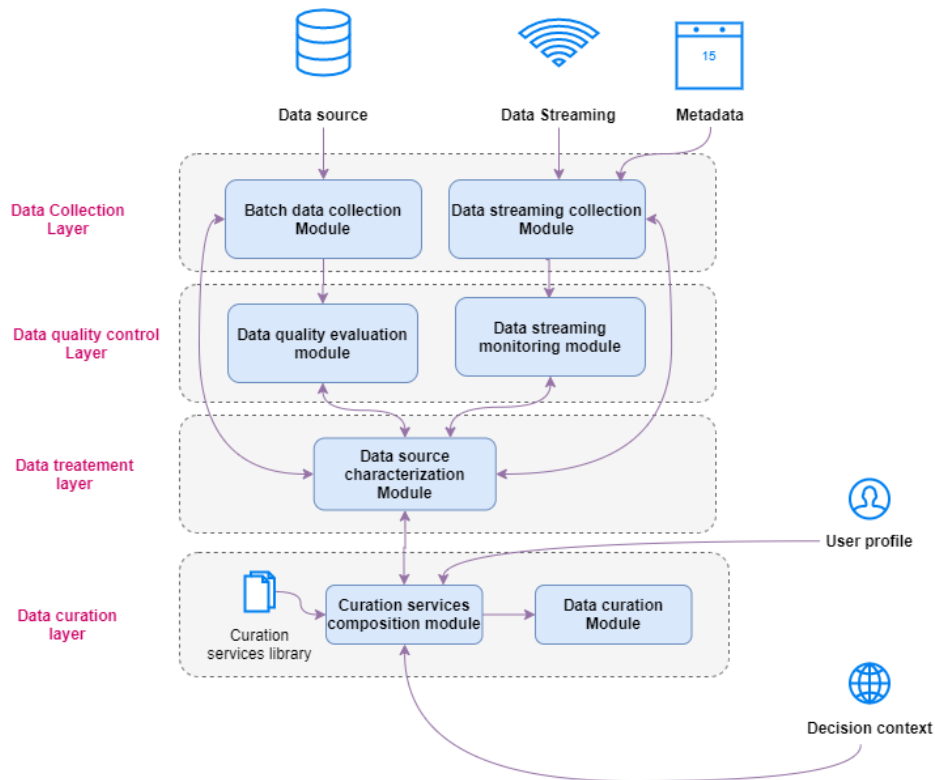 15
Data source
Data Streaming
Metadata
Data Collection
Layer
Batch data collection
Module
Data streaming collection
Module
Data quality control
Layer
Data quality evaluation
module
Data streaming
monitoring module
Data treatement
layer
Data source
characterization
Module
User profile
Data curation
layer
Curation
services library
Curation services
composition module
Data curation
Module
Decision context